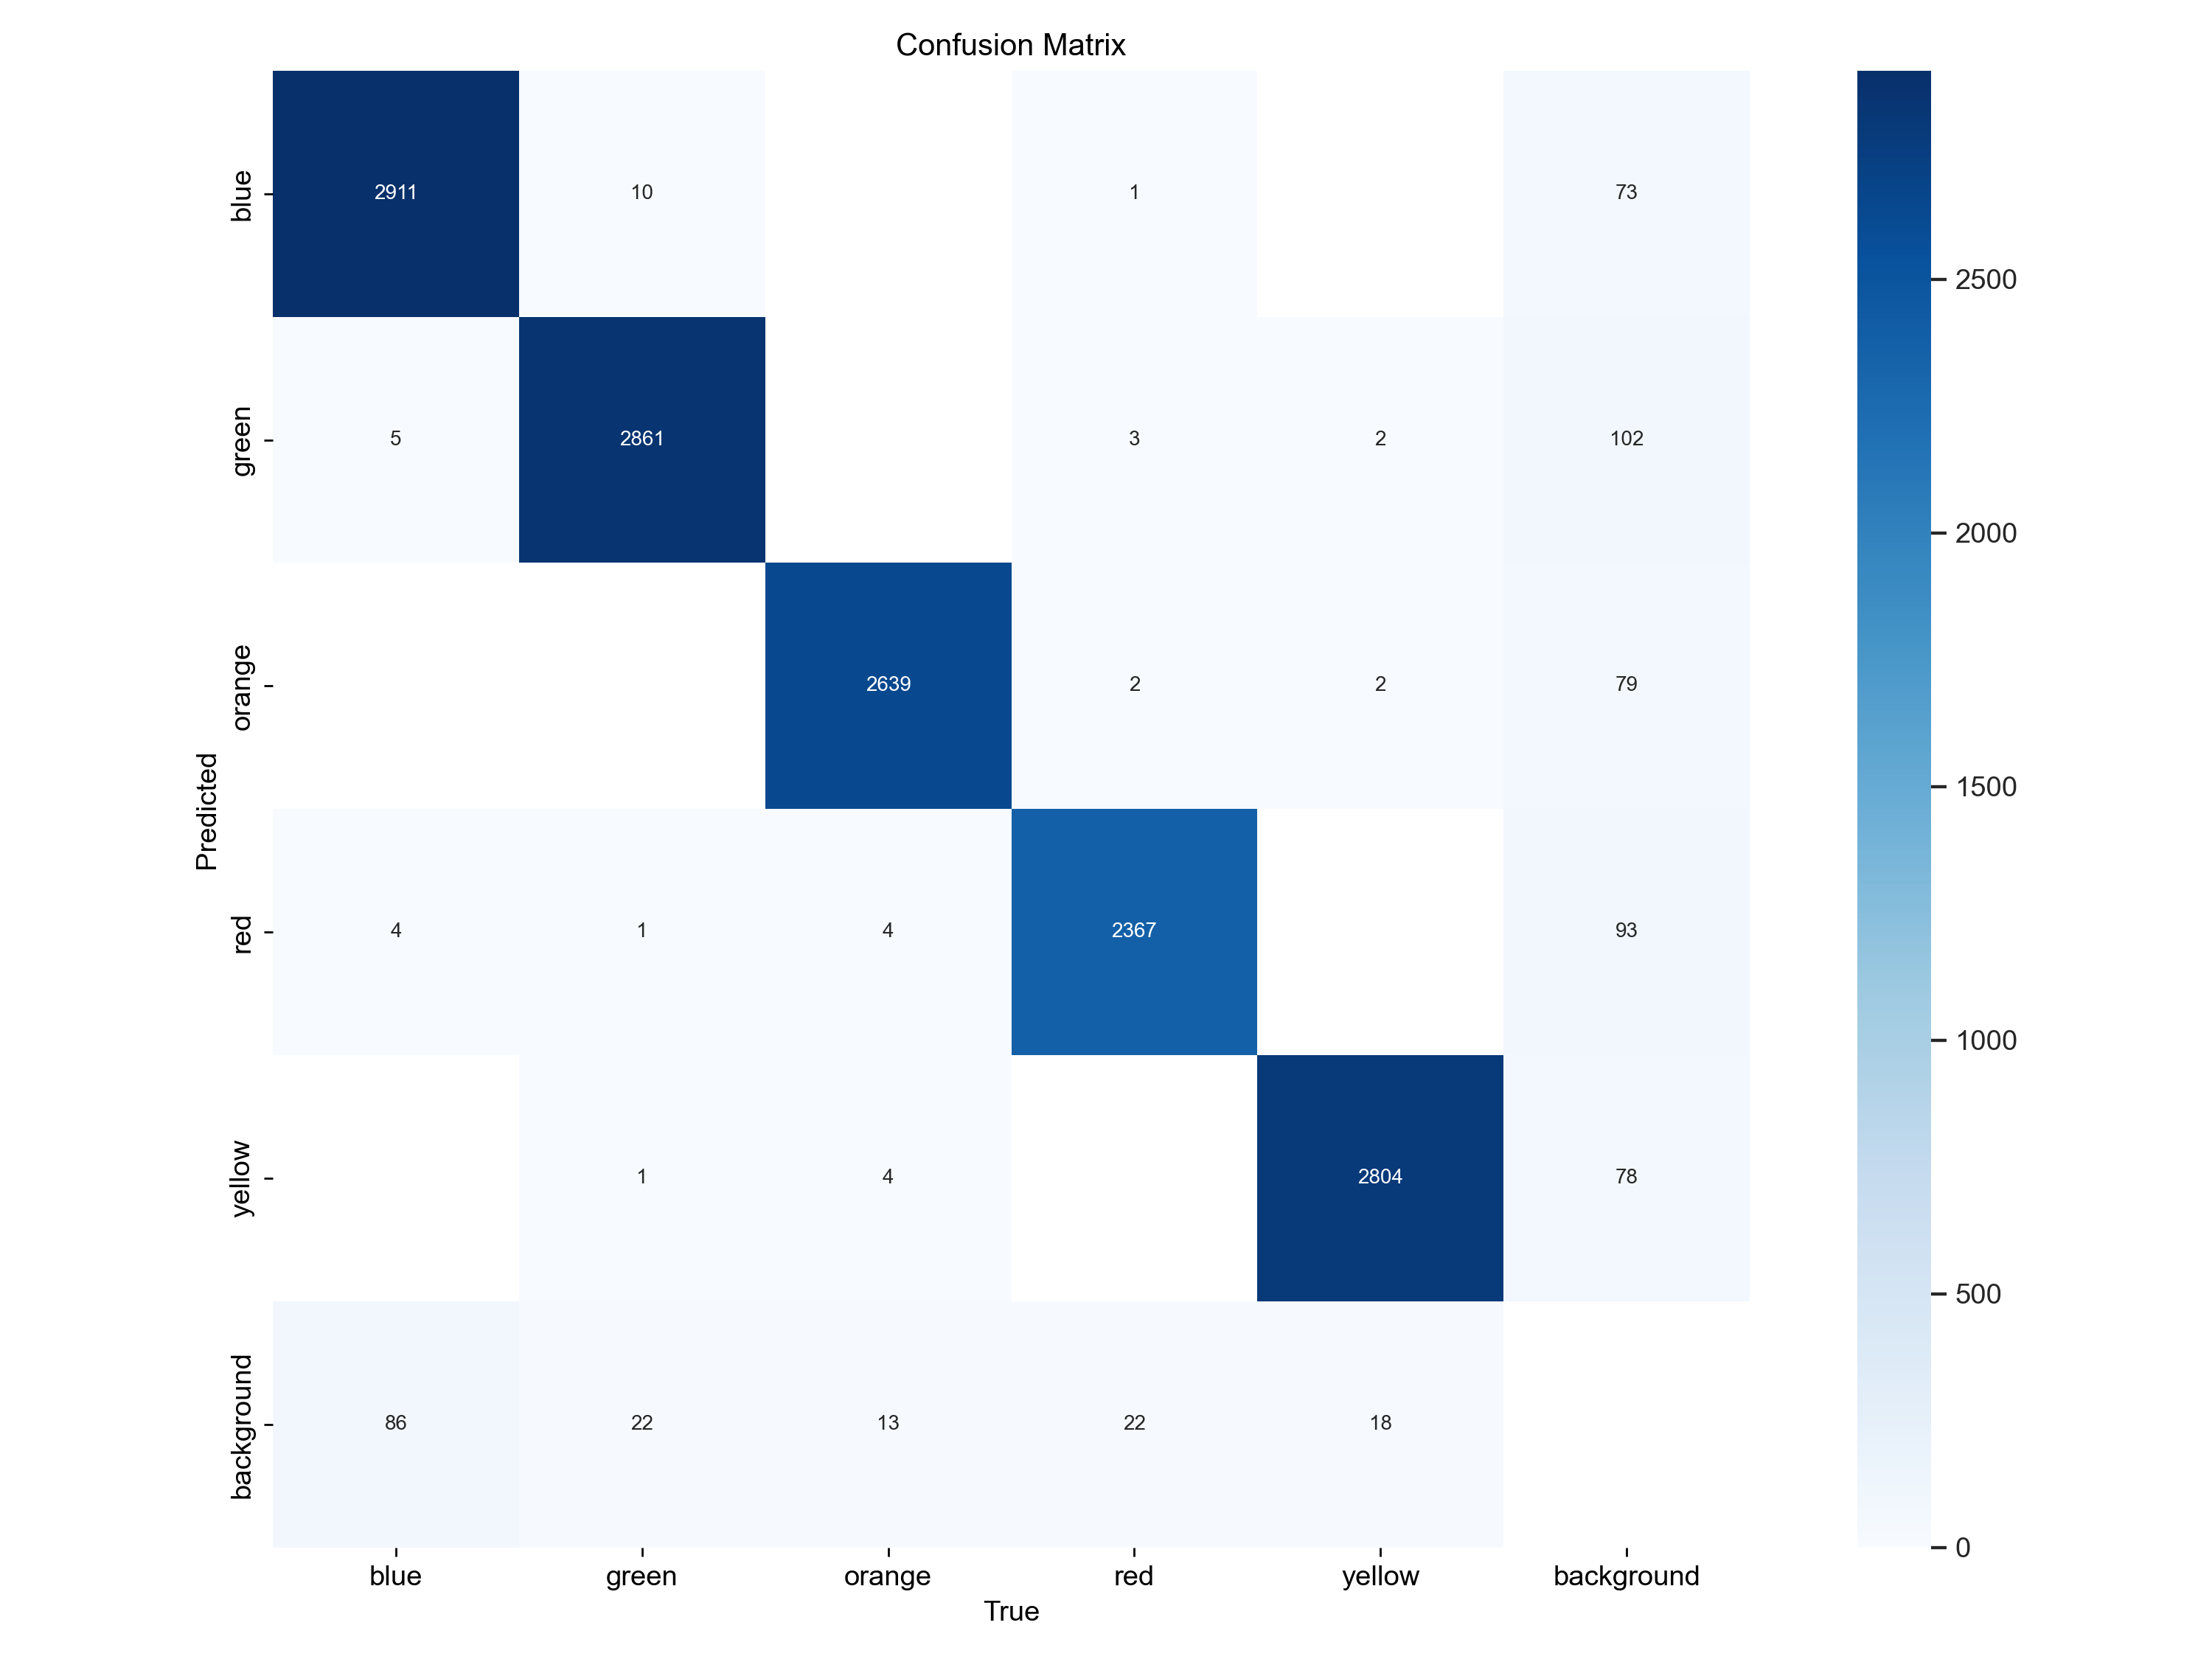 Confusion Matrix
blue 2911 10 1 73
green 5 2861 3 2 102
orange 2639 2 2 79
red 4 1 4 2367 93
yellow 1 4 2804 78
background 86 22 13 22 18
blue green orange red yellow background
True
Predicted
2500
2000
1500
1000
500
0